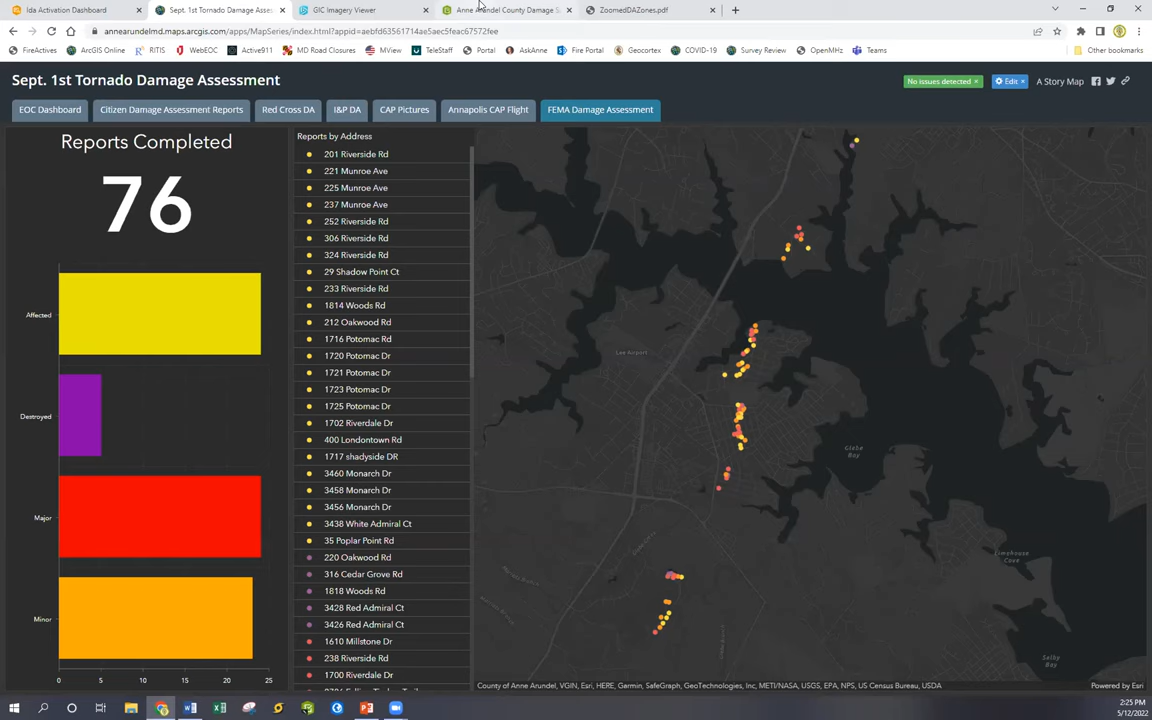 Ida Activation Dashboard
Sept. 1st Tornado Damage Asses
GIC Imagery Viewer
Anne Arundel County Damage S
ZoomedDAZones.pdf
annearundelmd.maps.arcgis.com/apps/MapSeries/index.html?appid=aebfd63561714ae5aec5feac67572fee
FireActives
ArcGIS Online
RITIS
WebEOC
Active911
MD Road Closures
MView
TeleStaff
Portal
AskAnne
Fire Portal
Geocortex
COVID-19
Survey Review
OpenMHz
Teams
Other bookmarks
Sept. 1st Tornado Damage Assessment
No issues detected ×
Edit ×
A Story Map
EOC Dashboard
Citizen Damage Assessment Reports
Red Cross DA
I&P DA
CAP Pictures
Annapolis CAP Flight
FEMA Damage Assessment
Reports Completed
76
Affected
Destroyed
Major
Minor
0 5 10 15 20 25
Reports by Address
201 Riverside Rd
221 Munroe Ave
225 Munroe Ave
237 Munroe Ave
252 Riverside Rd
306 Riverside Rd
324 Riverside Rd
29 Shadow Point Ct
233 Riverside Rd
1814 Woods Rd
212 Oakwood Rd
1716 Potomac Rd
1720 Potomac Dr
1721 Potomac Dr
1723 Potomac Dr
1725 Potomac Dr
1702 Riverdale Dr
400 Londontown Rd
1717 shadyside DR
3460 Monarch Dr
3458 Monarch Dr
3456 Monarch Dr
3438 White Admiral Ct
35 Poplar Point Rd
220 Oakwood Rd
316 Cedar Grove Rd
1818 Woods Rd
3428 Red Admiral Ct
3426 Red Admiral Ct
1610 Millstone Dr
238 Riverside Rd
1700 Riverdale Dr
Lee Airport
Glebe
Bay
Limehouse
Cove
Selby
Bay
County of Anne Arundel, VGIN, Esri, HERE, Garmin, SafeGraph, GeoTechnologies, Inc, METI/NASA, USGS, EPA, NPS, US Census Bureau, USDA
Powered by Esri
2:25 PM
5/12/2022